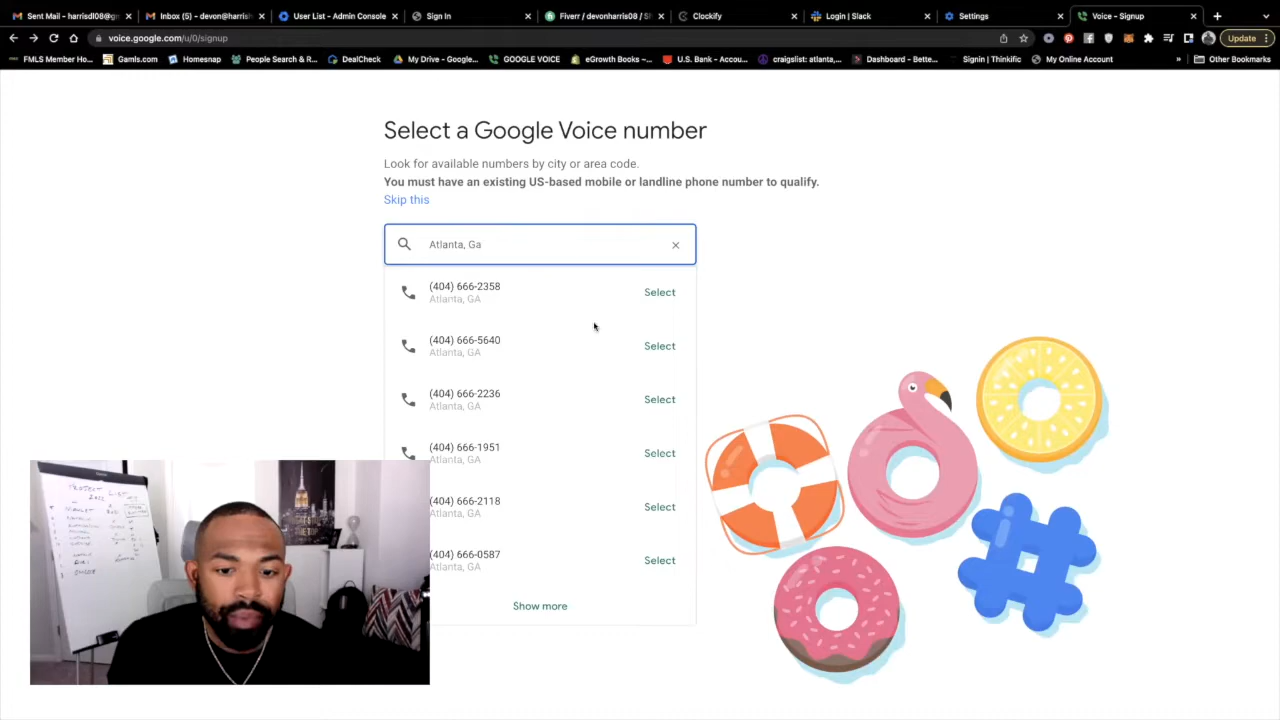 Sent Mail - harrisdl08@gm
Inbox (5) - devon@harrish
User List - Admin Console
Sign In
Fiverr / devonharris08 / Sh
Clockify
Login | Slack
Settings
Voice - Signup
voice.google.com/u/0/signup
Update
FMLS Member Ho...
Gamls.com
Homesnap
People Search & R...
DealCheck
My Drive - Google...
GOOGLE VOICE
eGrowth Books –...
U.S. Bank - Accou...
craigslist: atlanta,...
Dashboard - Bette...
Signin | Thinkific
My Online Account
»
Other Bookmarks
Select a Google Voice number
Look for available numbers by city or area code.
You must have an existing US-based mobile or landline phone number to qualify.
Skip this
Atlanta, Ga
(404) 666-2358
Atlanta, GA
Select
(404) 666-5640
Atlanta, GA
Select
(404) 666-2236
Atlanta, GA
Select
(404) 666-1951
Atlanta, GA
Select
(404) 666-2118
Atlanta, GA
Select
(404) 666-0587
Atlanta, GA
Select
Show more
PROJECT
2022